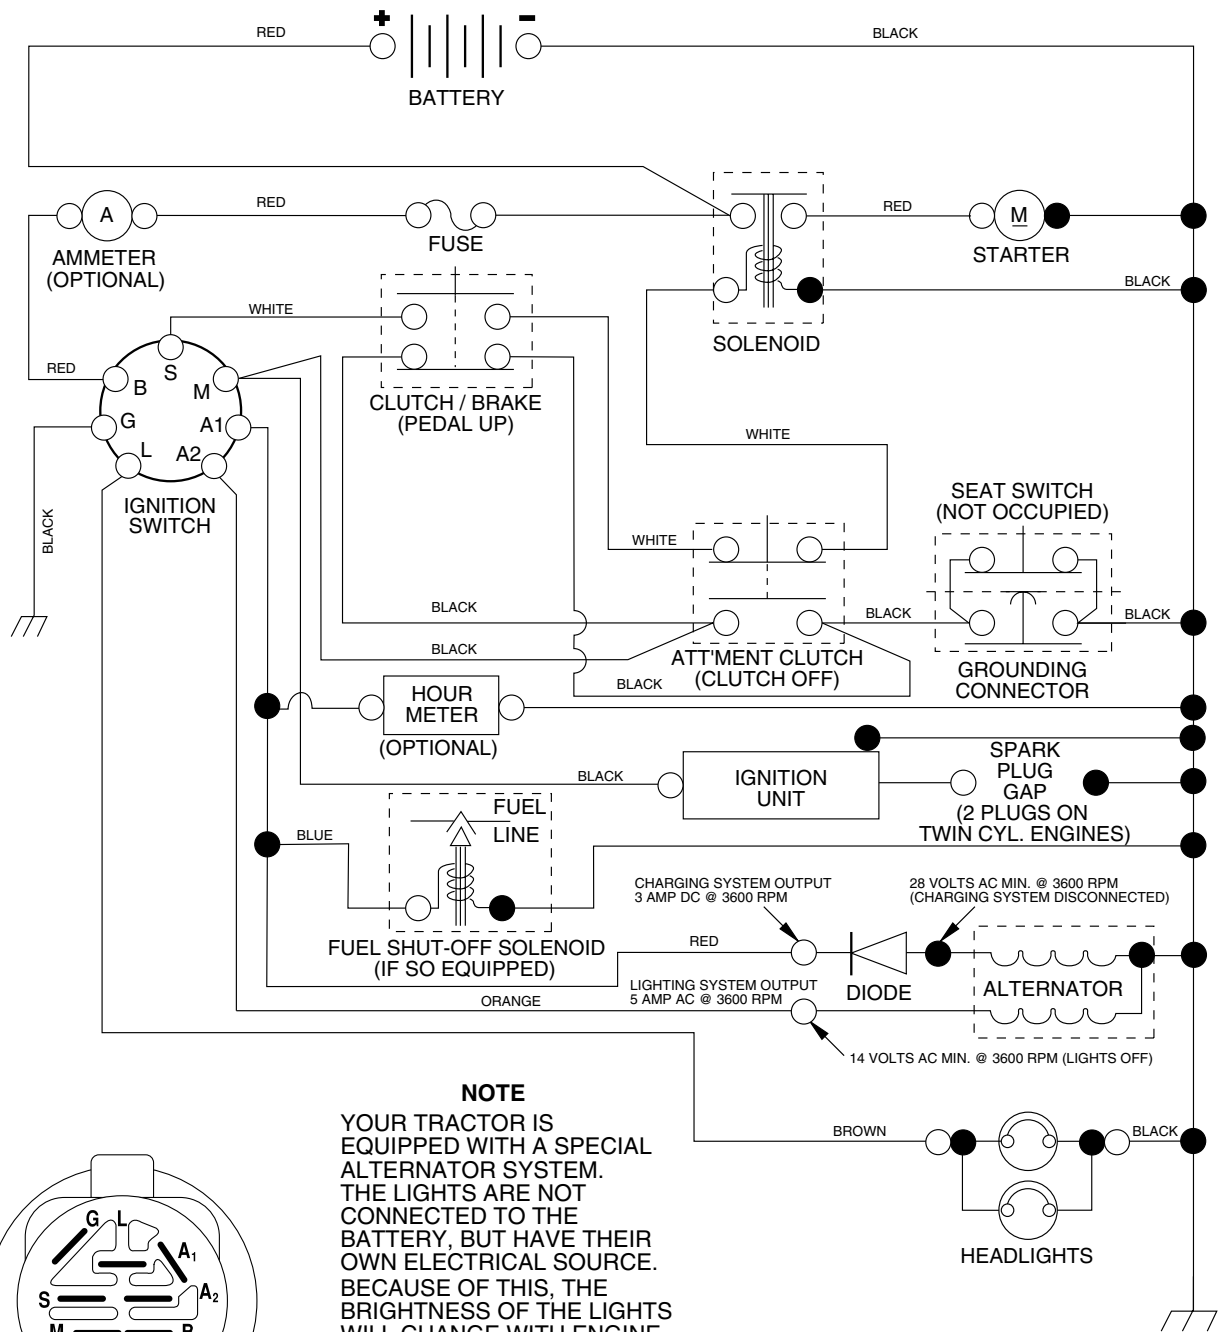 + -
RED
BLACK
BATTERY
A
RED
FUSE
RED
M
STARTER
AMMETER
(OPTIONAL)
BLACK
SOLENOID
WHITE
RED
S
B
M
G
A1
L
A2
IGNITION
SWITCH
BLACK
CLUTCH / BRAKE
(PEDAL UP)
WHITE
SEAT SWITCH
(NOT OCCUPIED)
WHITE
BLACK
BLACK
BLACK
BLACK
ATT'MENT CLUTCH
(CLUTCH OFF)
BLACK
GROUNDING
CONNECTOR
HOUR
METER
(OPTIONAL)
BLACK
IGNITION
UNIT
SPARK
PLUG
GAP
(2 PLUGS ON
TWIN CYL. ENGINES)
FUEL
LINE
BLUE
FUEL SHUT-OFF SOLENOID
(IF SO EQUIPPED)
CHARGING SYSTEM OUTPUT
3 AMP DC @ 3600 RPM
28 VOLTS AC MIN. @ 3600 RPM
(CHARGING SYSTEM DISCONNECTED)
RED
DIODE
ALTERNATOR
LIGHTING SYSTEM OUTPUT
5 AMP AC @ 3600 RPM
ORANGE
14 VOLTS AC MIN. @ 3600 RPM (LIGHTS OFF)
BROWN
BLACK
HEADLIGHTS
NOTE
YOUR TRACTOR IS
EQUIPPED WITH A SPECIAL
ALTERNATOR SYSTEM.
THE LIGHTS ARE NOT
CONNECTED TO THE
BATTERY, BUT HAVE THEIR
OWN ELECTRICAL SOURCE.
BECAUSE OF THIS, THE
BRIGHTNESS OF THE LIGHTS
WILL CHANGE WITH ENGINE
G L
A1
A2
S
M B